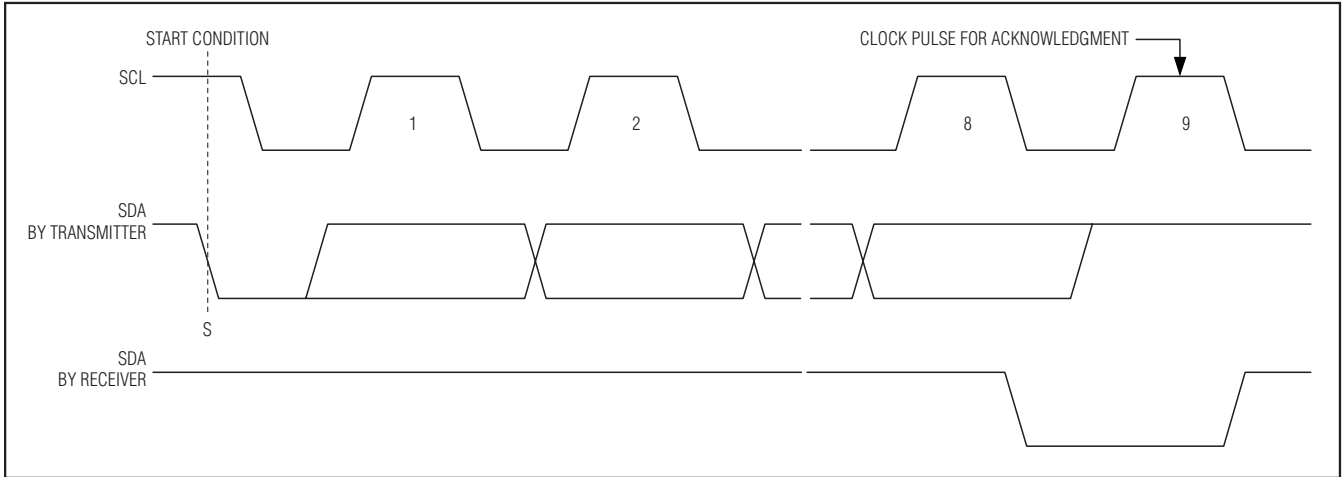 START CONDITION
CLOCK PULSE FOR ACKNOWLEDGMENT
SCL
1
2
8
9
SDA
BY TRANSMITTER
S
SDA
BY RECEIVER